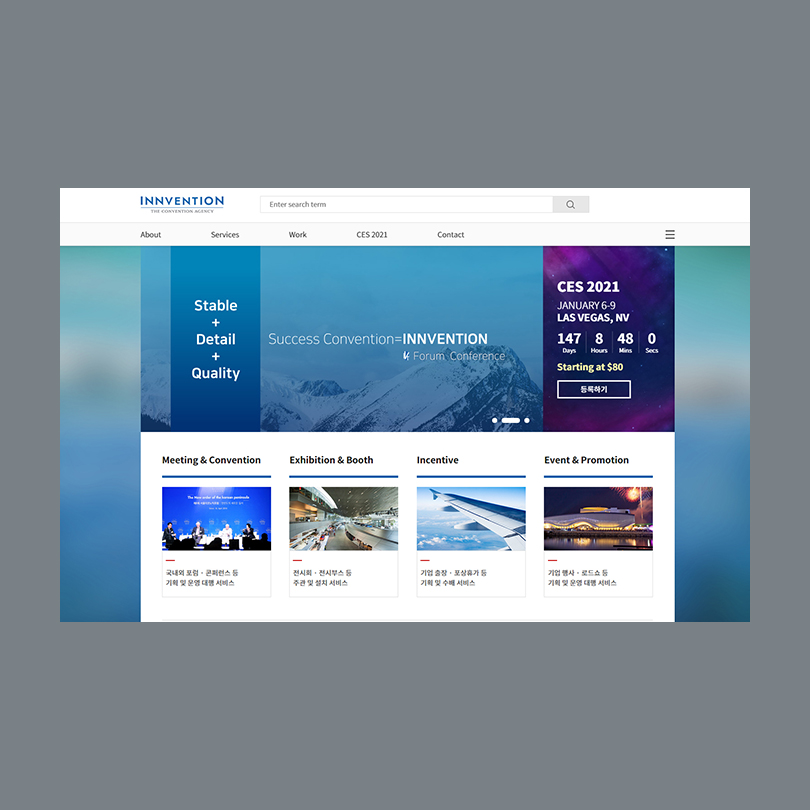 INNVENTION
THE CONVENTION AGENCY
Enter search term
About Services Work CES 2021 Contact
Stable
+
Detail
+
Quality
Success Convention=INNVENTION
Forum Conference
CES 2021
JANUARY 6-9
LAS VEGAS, NV
147 8 48 0
Days Hours Mins Secs
Starting at $80
등록하기
Meeting & Convention
국내외 포럼 · 콘퍼런스 등
기획 및 운영 대행 서비스
Exhibition & Booth
전시회 · 전시부스 등
주관 및 설치 서비스
Incentive
기업 출장 · 포상휴가 등
기획 및 수배 서비스
Event & Promotion
기업 행사 · 로드쇼 등
기획 및 운영 대행 서비스